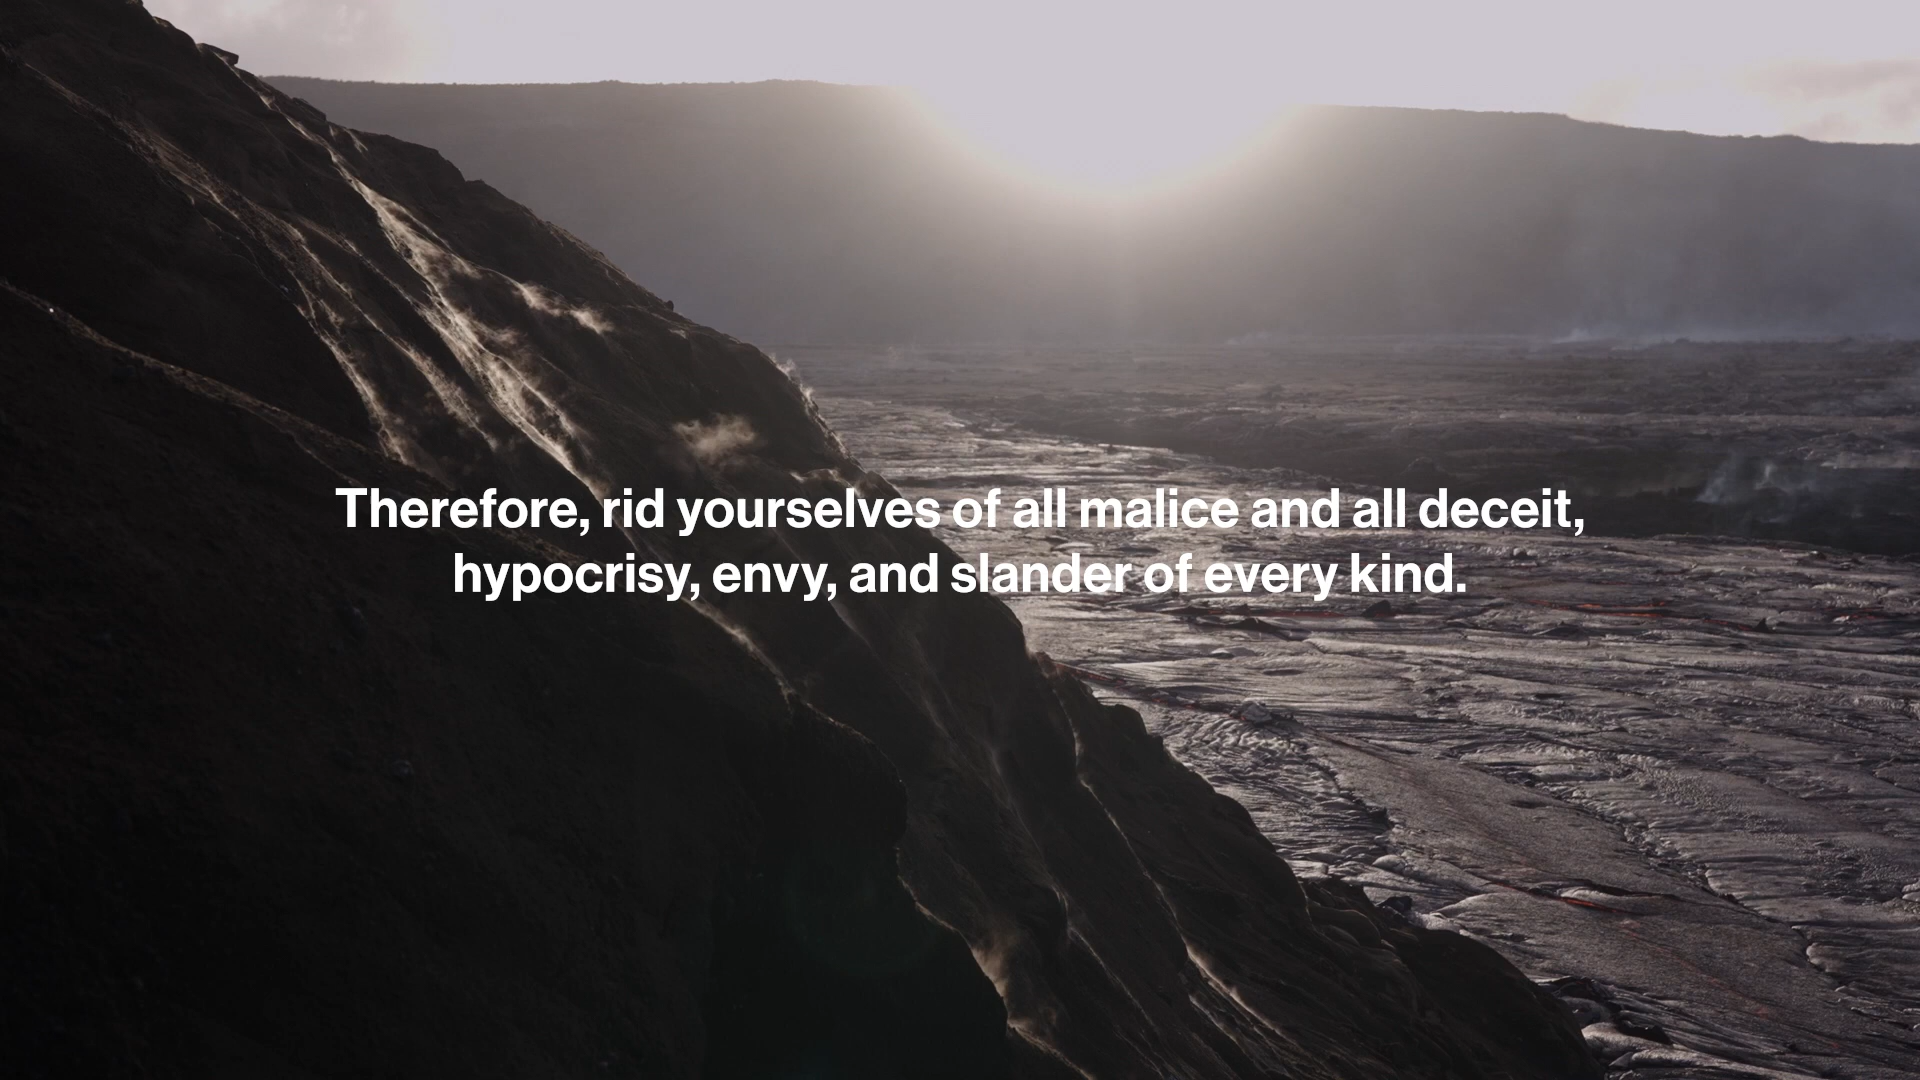 Therefore, rid yourselves of all malice and all deceit,
hypocrisy, envy, and slander of every kind.